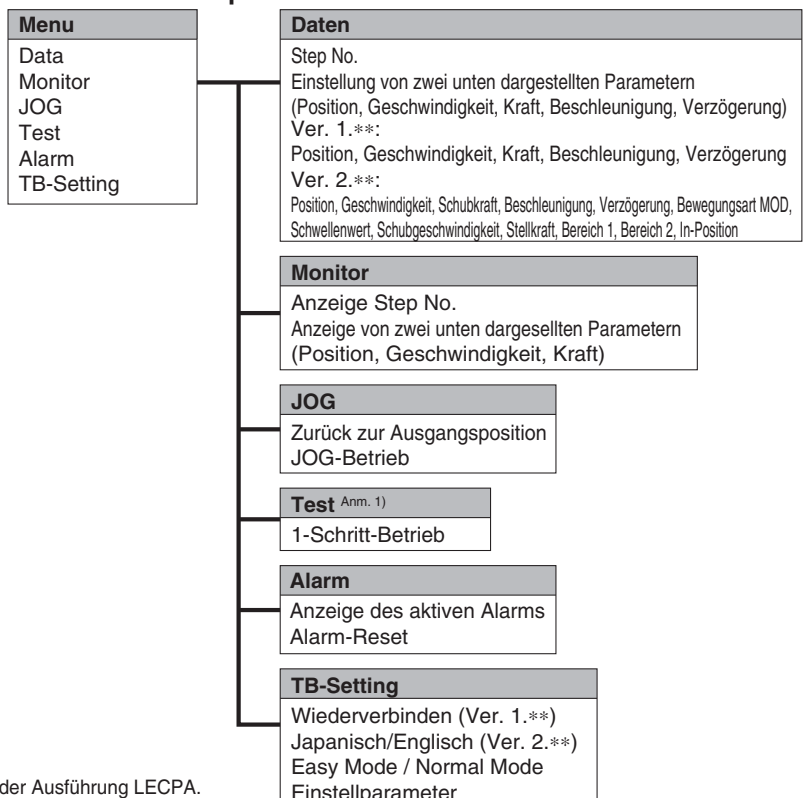 Menu
Data
Monitor
JOG
Test
Alarm
TB-Setting
Daten
Step No.
Einstellung von zwei unten dargestellten Parametern
(Position, Geschwindigkeit, Kraft, Beschleunigung, Verzögerung)
Ver. 1.**:
Position, Geschwindigkeit, Kraft, Beschleunigung, Verzögerung
Ver. 2.**:
Position, Geschwindigkeit, Schubkraft, Beschleunigung, Verzögerung, Bewegungsart MOD,
Schwellenwert, Schubgeschwindigkeit, Stellkraft, Bereich 1, Bereich 2, In-Position
Monitor
Anzeige Step No.
Anzeige von zwei unten dargesellten Parametern
(Position, Geschwindigkeit, Kraft)
JOG
Zurück zur Ausgangsposition
JOG-Betrieb
Test Anm. 1)
1-Schritt-Betrieb
Alarm
Anzeige des aktiven Alarms
Alarm-Reset
TB-Setting
Wiederverbinden (Ver. 1.**)
Japanisch/Englisch (Ver. 2.**)
Easy Mode / Normal Mode
Einstellparameter
der Ausführung LECPA.